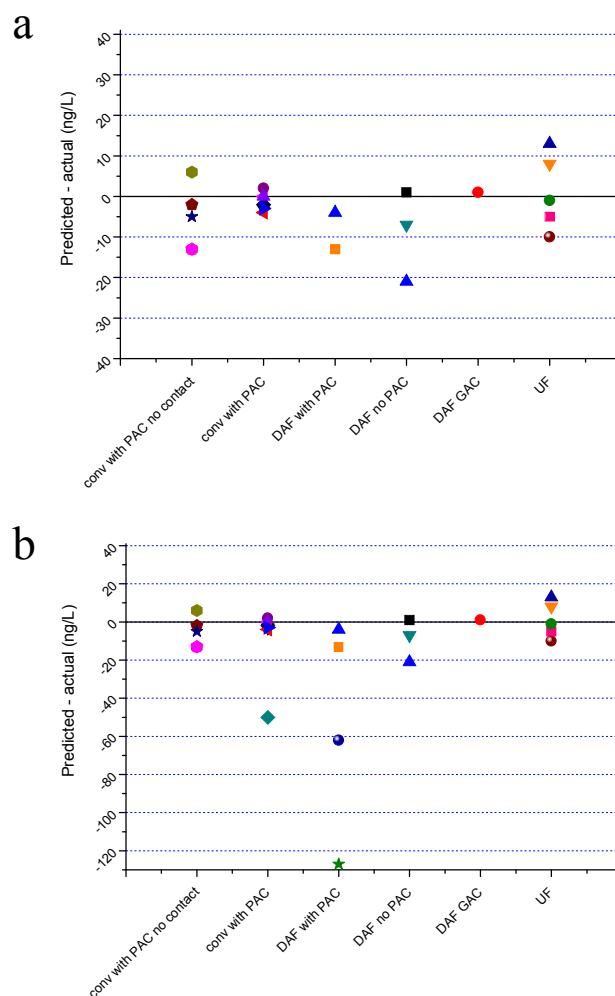 a
Predicted - actual (ng/L)
40
30
20
10
0
-10
-20
-30
-40
conv with PAC no contact
conv with PAC
DAF with PAC
DAF no PAC
DAF GAC
UF
b
Predicted - actual (ng/L)
40
20
0
-20
-40
-60
-80
-100
-120
conv with PAC no contact
conv with PAC
DAF with PAC
DAF no PAC
DAF GAC
UF